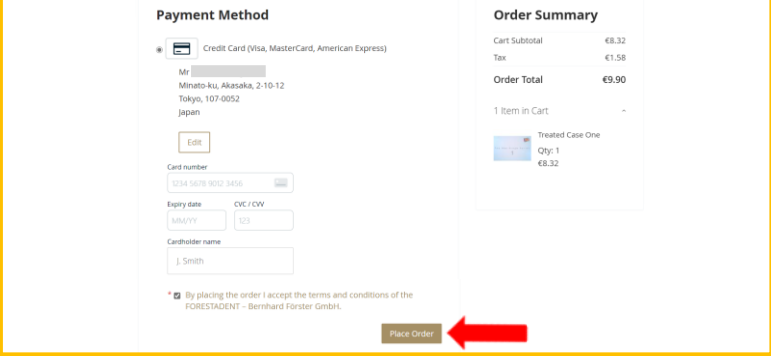 Payment Method
Credit Card (Visa, MasterCard, American Express)
Mr
Minato-ku, Akasaka, 2-10-12
Tokyo, 107-0052
Japan
Edit
Card number
1234 5678 9012 3456
Expiry date
CVC / CVV
MM/YY
123
Cardholder name
J. Smith
* By placing the order I accept the terms and conditions of the
FORESTADENT – Bernhard Förster GmbH.
Place Order
Order Summary
Cart Subtotal
€8.32
Tax
€1.58
Order Total
€9.90
1 Item in Cart
Treated Case One
Qty: 1
€8.32